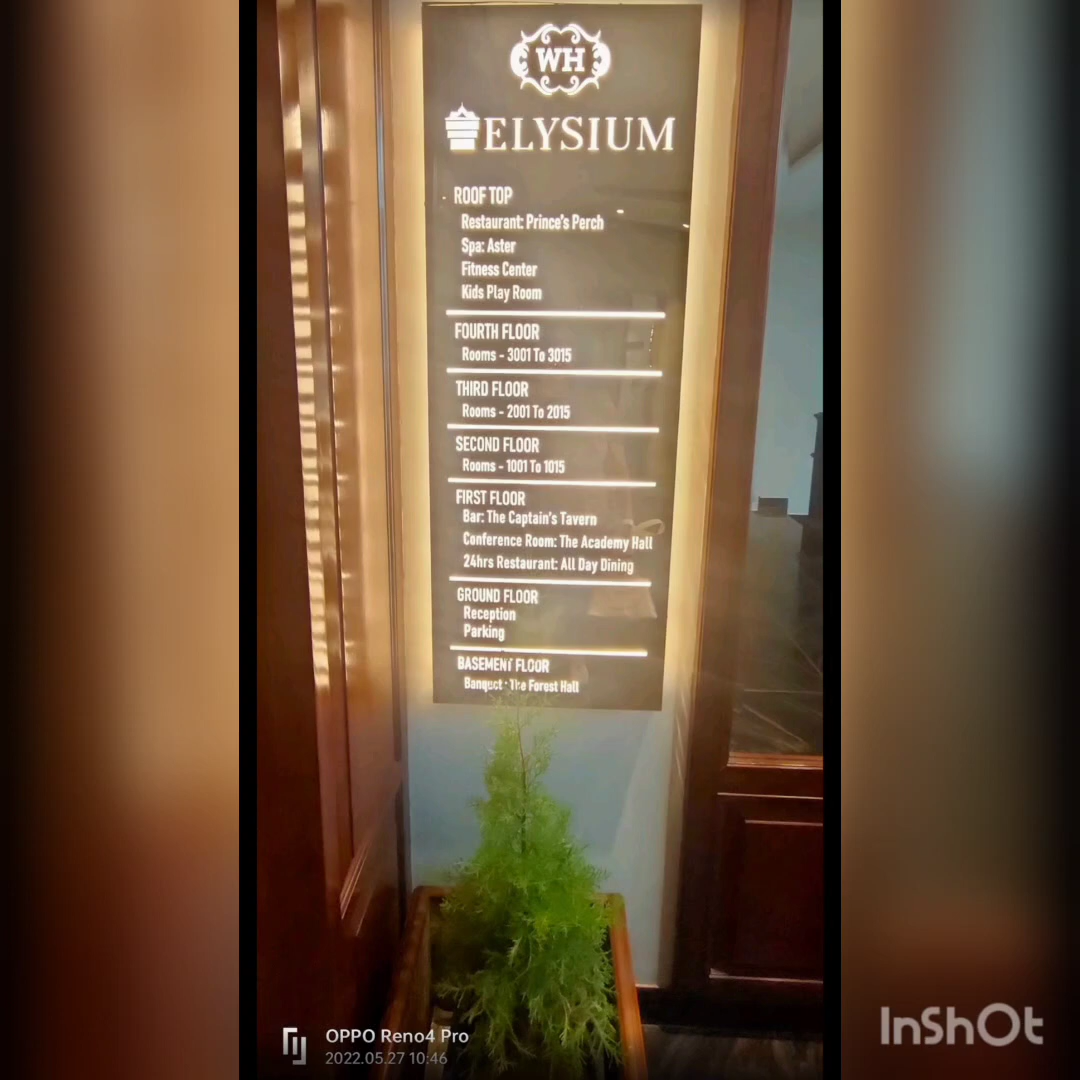 WH
ELYSIUM
ROOF TOP
Restaurant: Prince's Perch
Spa: Aster
Fitness Center
Kids Play Room
FOURTH FLOOR
Rooms - 3001 To 3015
THIRD FLOOR
Rooms - 2001 To 2015
SECOND FLOOR
Rooms - 1001 To 1015
FIRST FLOOR
Bar: The Captain's Tavern
Conference Room: The Academy Hall
24hrs Restaurant: All Day Dining
GROUND FLOOR
Reception
Parking
BASEMENT FLOOR
Banquet : The Forest Hall
OPPO Reno4 Pro
2022.05.27 10:46
InShOt